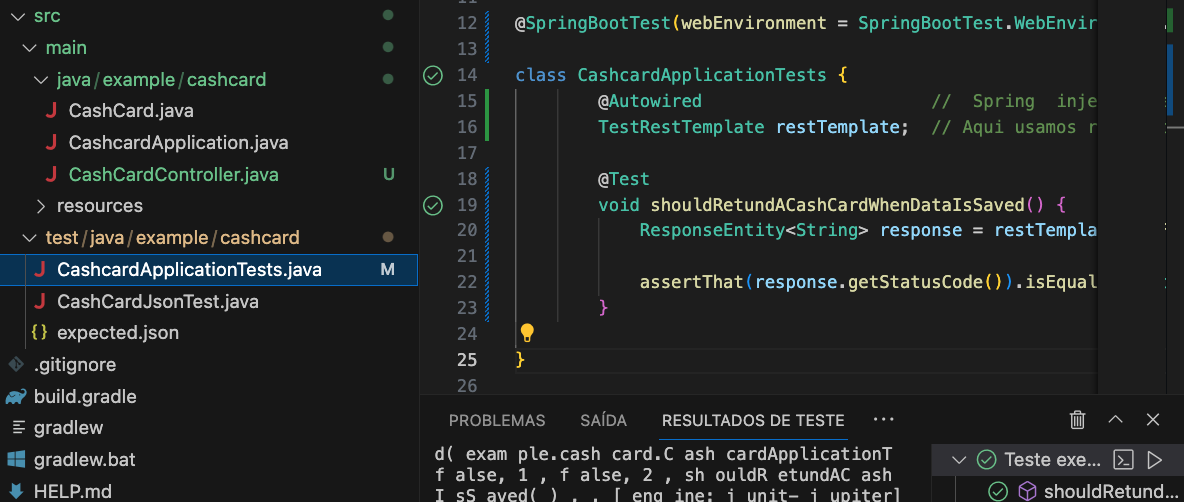 src
main
java/example/cashcard
CashCard.java
CashcardApplication.java
CashCardController.java U
resources
test/java/example/cashcard
CashcardApplicationTests.java M
CashCardJsonTest.java
{} expected.json
.gitignore
build.gradle
gradlew
gradlew.bat
HELP.md
12 @SpringBootTest(webEnvironment = SpringBootTest.WebEnvir
13
14 class CashcardApplicationTests {
15 @Autowired // Spring inje
16 TestRestTemplate restTemplate; // Aqui usamos r
17
18 @Test
19 void shouldRetundACashCardWhenDataIsSaved() {
20 ResponseEntity<String> response = restTempla
21
22 assertThat(response.getStatusCode()).isEqual
23 }
24
25 }
26
PROBLEMAS SAÍDA RESULTADOS DE TESTE ···
d( exam ple.cash card.C ash cardApplicationT
f alse, 1 , f alse, 2 , sh ouldR etundAC ash
I sS aved( ) , , [ eng ine: j unit- j upiter]
Teste exe...
shouldRetund...